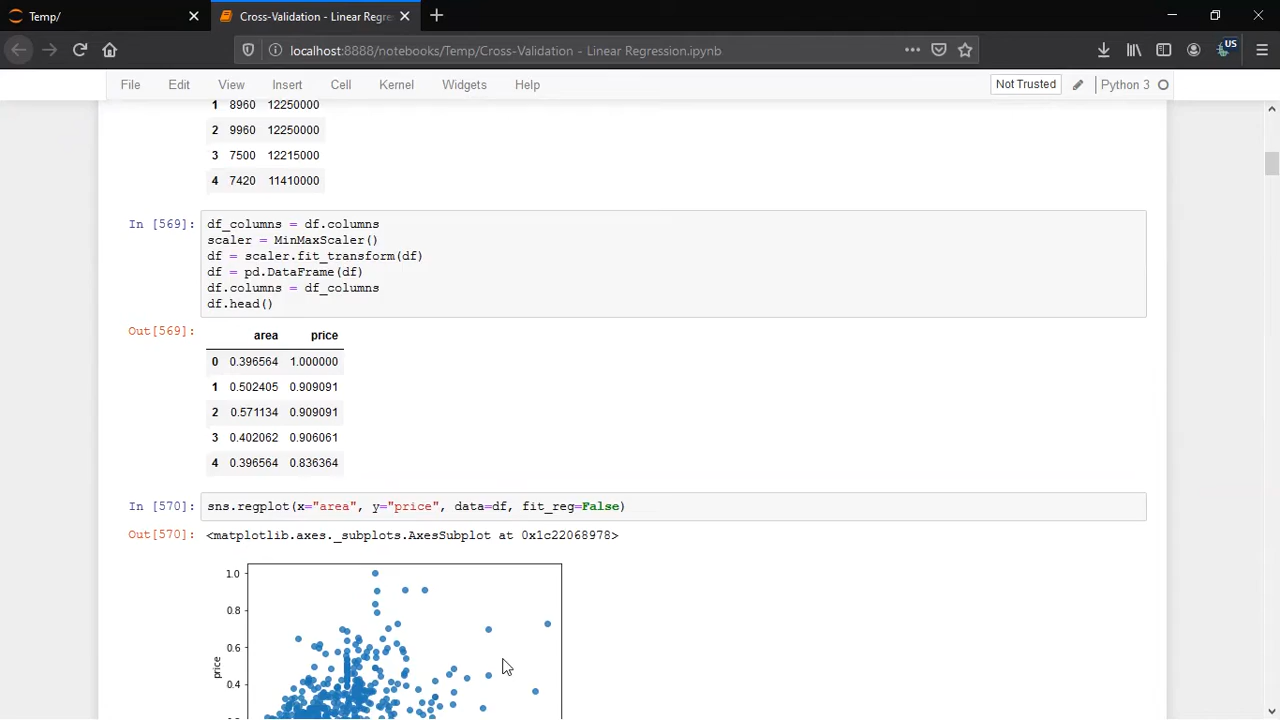 Temp/
Cross-Validation - Linear Regre
localhost:8888/notebooks/Temp/Cross-Validation - Linear Regression.ipynb
US
File Edit View Insert Cell Kernel Widgets Help
Not Trusted
Python 3
1 8960 12250000
2 9960 12250000
3 7500 12215000
4 7420 11410000
In [569]:
df_columns = df.columns
scaler = MinMaxScaler()
df = scaler.fit_transform(df)
df = pd.DataFrame(df)
df.columns = df_columns
df.head()
Out[569]:
area price
0 0.396564 1.000000
1 0.502405 0.909091
2 0.571134 0.909091
3 0.402062 0.906061
4 0.396564 0.836364
In [570]:
sns.regplot(x="area", y="price", data=df, fit_reg=False)
Out[570]:
<matplotlib.axes._subplots.AxesSubplot at 0x1c22068978>
1.0
0.8
0.6
0.4
price